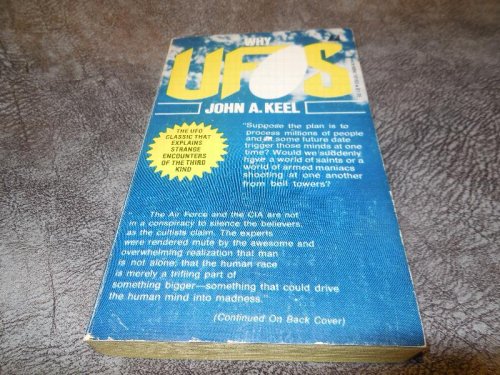 WHY
UFOS
JOHN A. KEEL
THE UFO
CLASSIC THAT
EXPLAINS
STRANGE
ENCOUNTERS
OF THE THIRD
KIND
"Suppose the plan is to
process millions of people
and at some future date
trigger those minds at one
time? Would we suddenly
have a world of saints or a
world of armed maniacs
shooting at one another
from bell towers?
" The Air Force and the CIA are not
in a conspiracy to silence the believers,
as the cultists claim. The experts
were rendered mute by the awesome and
overwhelming realization that man
is not alone; that the human race
is merely a trifling part of
something bigger—something that could drive
the human mind into madness."
(Continued On Back Cover)